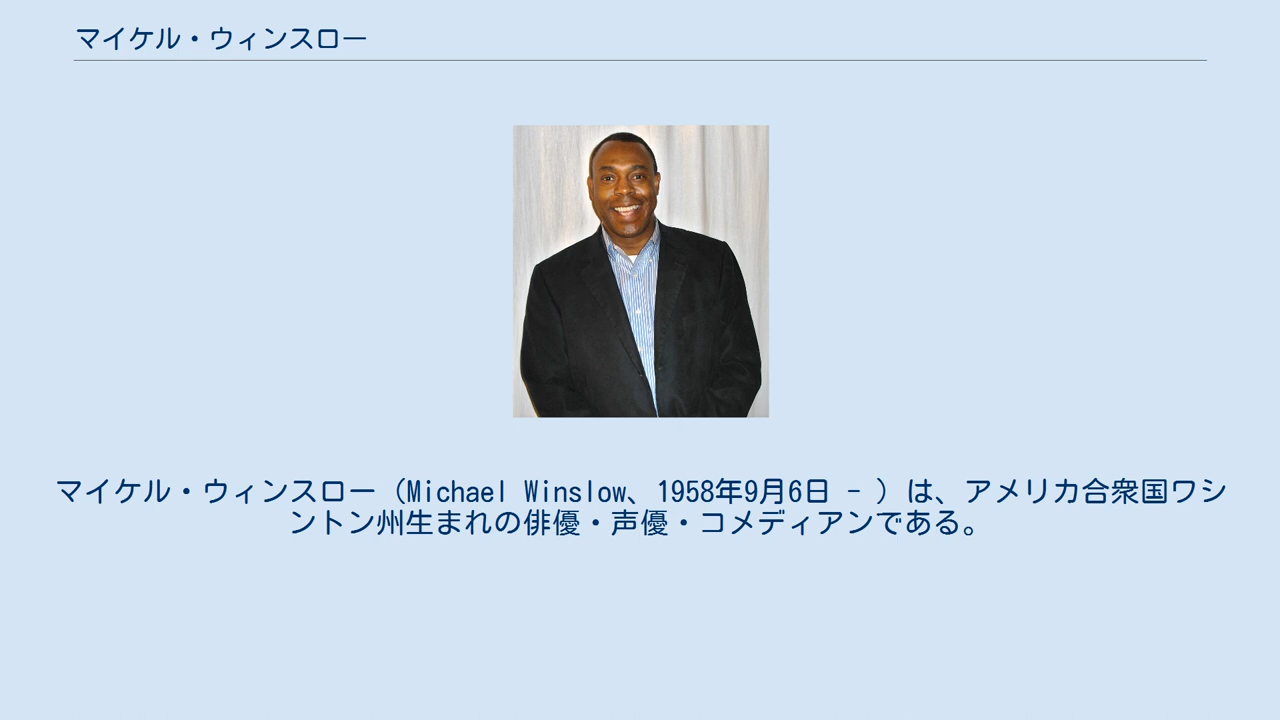 マイケル・ウィンスロー
マイケル・ウィンスロー（Michael Winslow、1958年9月6日 - ）は、アメリカ合衆国ワシ
ントン州生まれの俳優・声優・コメディアンである。